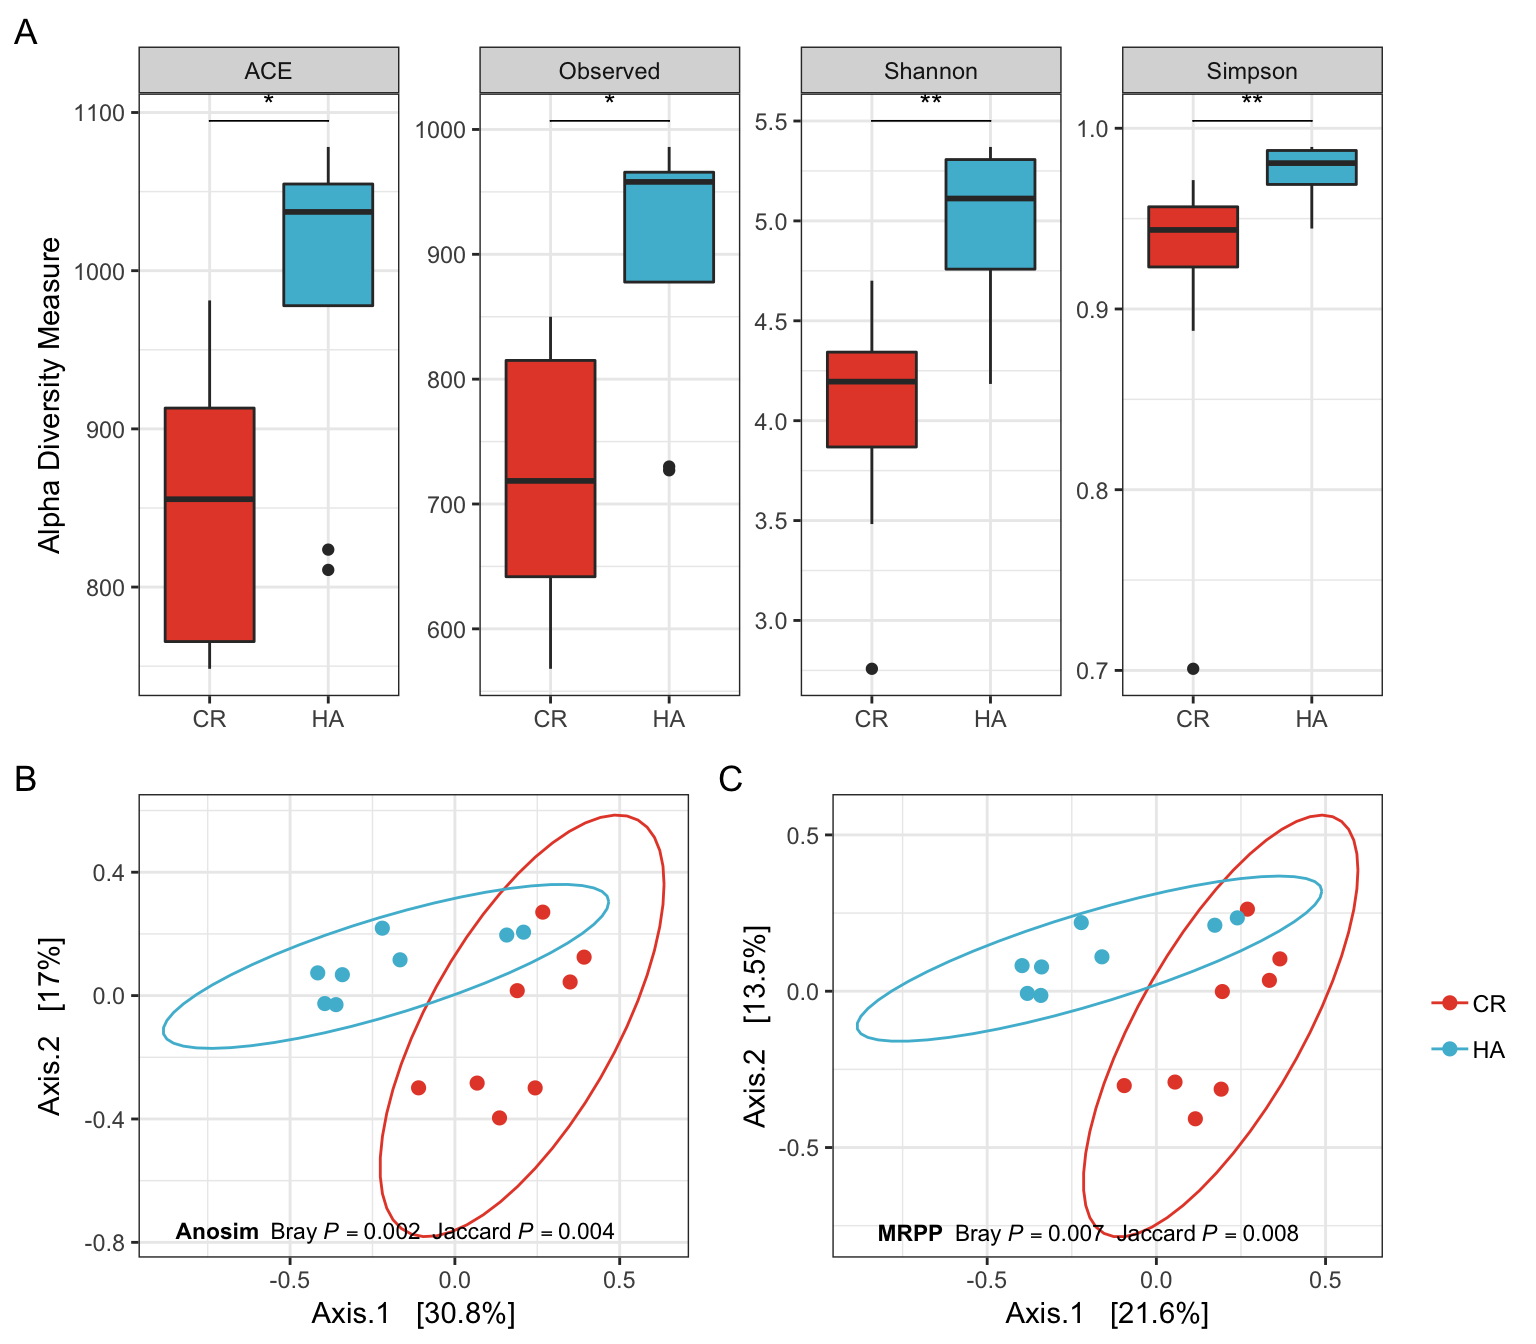 A
ACE
Observed
Shannon
Simpson
*
*
**
**
Alpha Diversity Measure
1100
1000
900
800
1000
900
800
700
600
5.5
5.0
4.5
4.0
3.5
3.0
1.0
0.9
0.8
0.7
CR HA
CR HA
CR HA
CR HA
B
Axis.2 [17%]
0.4
0.0
-0.4
-0.8
Anosim Bray P = 0.002 Jaccard P = 0.004
-0.5 0.0 0.5
Axis.1 [30.8%]
C
Axis.2 [13.5%]
0.5
0.0
-0.5
MRPP Bray P = 0.007 Jaccard P = 0.008
-0.5 0.0 0.5
Axis.1 [21.6%]
CR
HA